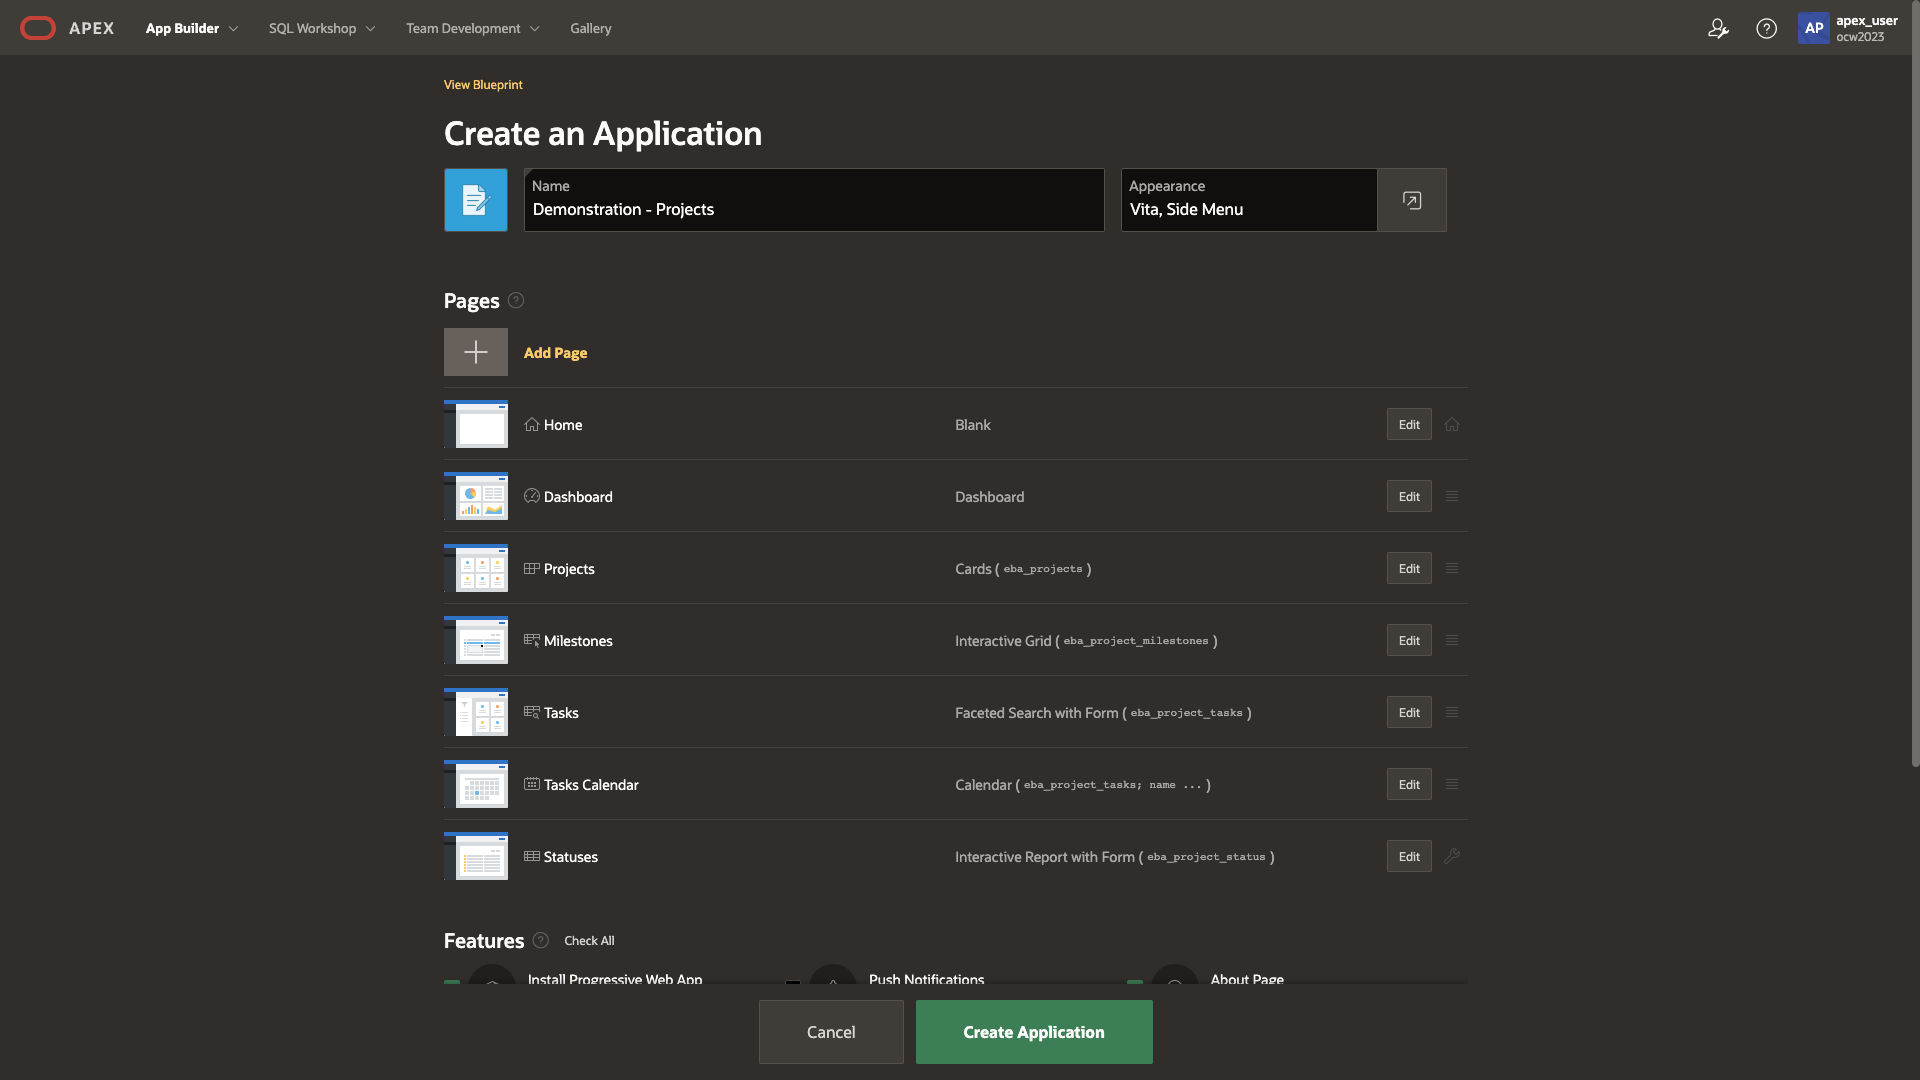 APEX App Builder SQL Workshop Team Development Gallery
AP apex_user
ocw2023
View Blueprint
Create an Application
Name
Demonstration - Projects
Appearance
Vita, Side Menu
Pages ?
Add Page
Home Blank Edit
Dashboard Dashboard Edit
Projects Cards ( eba_projects ) Edit
Milestones Interactive Grid ( eba_project_milestones ) Edit
Tasks Faceted Search with Form ( eba_project_tasks ) Edit
Tasks Calendar Calendar ( eba_project_tasks; name ... ) Edit
Statuses Interactive Report with Form ( eba_project_status ) Edit
Features ? Check All
Install Progressive Web App Push Notifications About Page
Cancel Create Application